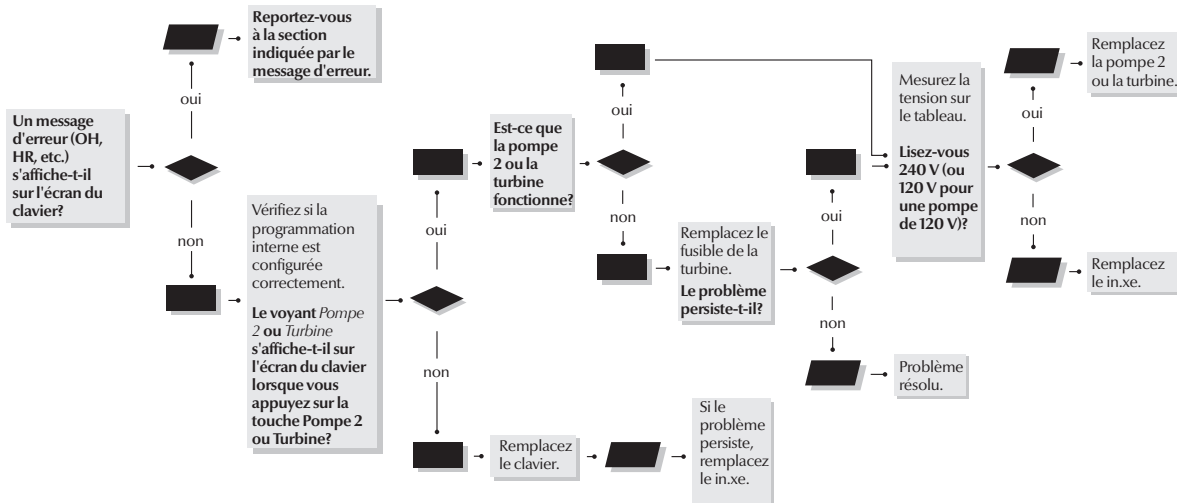 Un message
d'erreur (OH,
HR, etc.)
s'affiche-t-il
sur l'écran du
clavier?
oui
Reportez-vous
à la section
indiquée par le
message d'erreur.
non
Vérifiez si la
programmation
interne est
configurée
correctement.
Le voyant Pompe
2 ou Turbine
s'affiche-t-il sur
l'écran du clavier
lorsque vous
appuyez sur la
touche Pompe 2
ou Turbine?
oui
Est-ce que
la pompe
2 ou la
turbine
fonctionne?
oui
non
Remplacez le
fusible de la
turbine.
Le problème
persiste-t-il?
oui
Mesurez la
tension sur
le tableau.
Lisez-vous
240 V (ou
120 V pour
une pompe
de 120 V)?
oui
Remplacez
la pompe 2
ou la turbine.
non
Remplacez
le in.xe.
non
Problème
résolu.
non
Remplacez
le clavier.
Si le
problème
persiste,
remplacez
le in.xe.